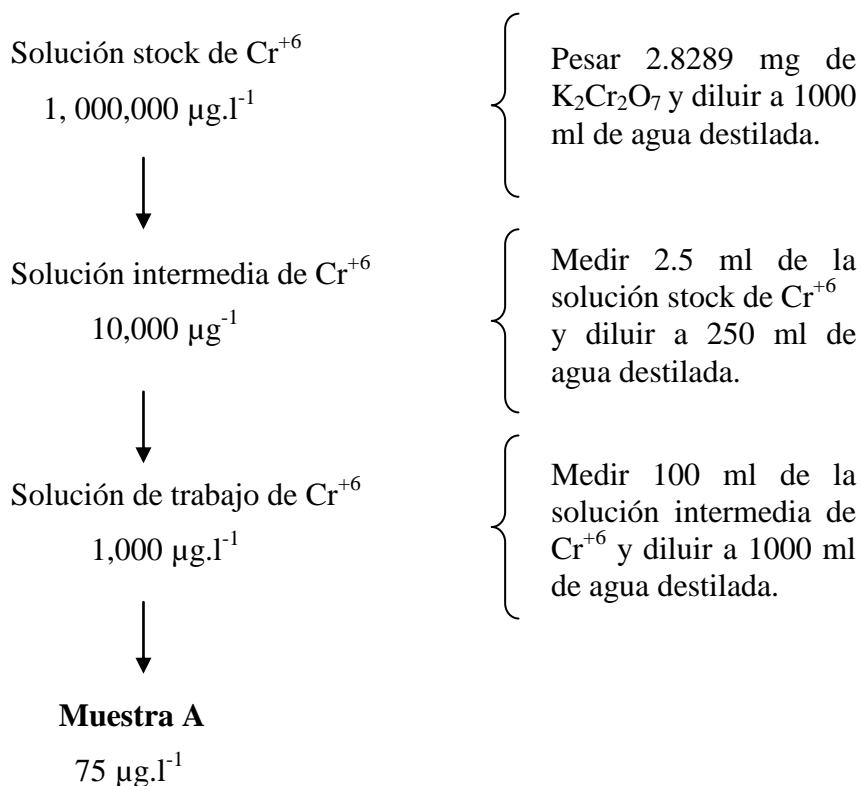 Solución stock de Cr+6
1, 000,000 µg.l-1
Pesar 2.8289 mg de
K2Cr2O7 y diluir a 1000
ml de agua destilada.
Solución intermedia de Cr+6
10,000 µg-1
Medir 2.5 ml de la
solución stock de Cr+6
y diluir a 250 ml de
agua destilada.
Solución de trabajo de Cr+6
1,000 µg.l-1
Medir 100 ml de la
solución intermedia de
Cr+6 y diluir a 1000 ml
de agua destilada.
Muestra A
75 µg.l-1